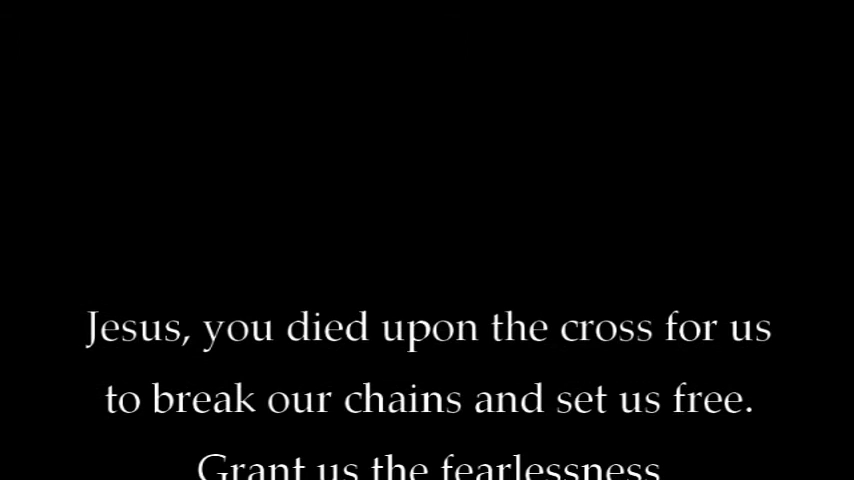 Jesus, you died upon the cross for us
to break our chains and set us free.
Grant us the fearlessness